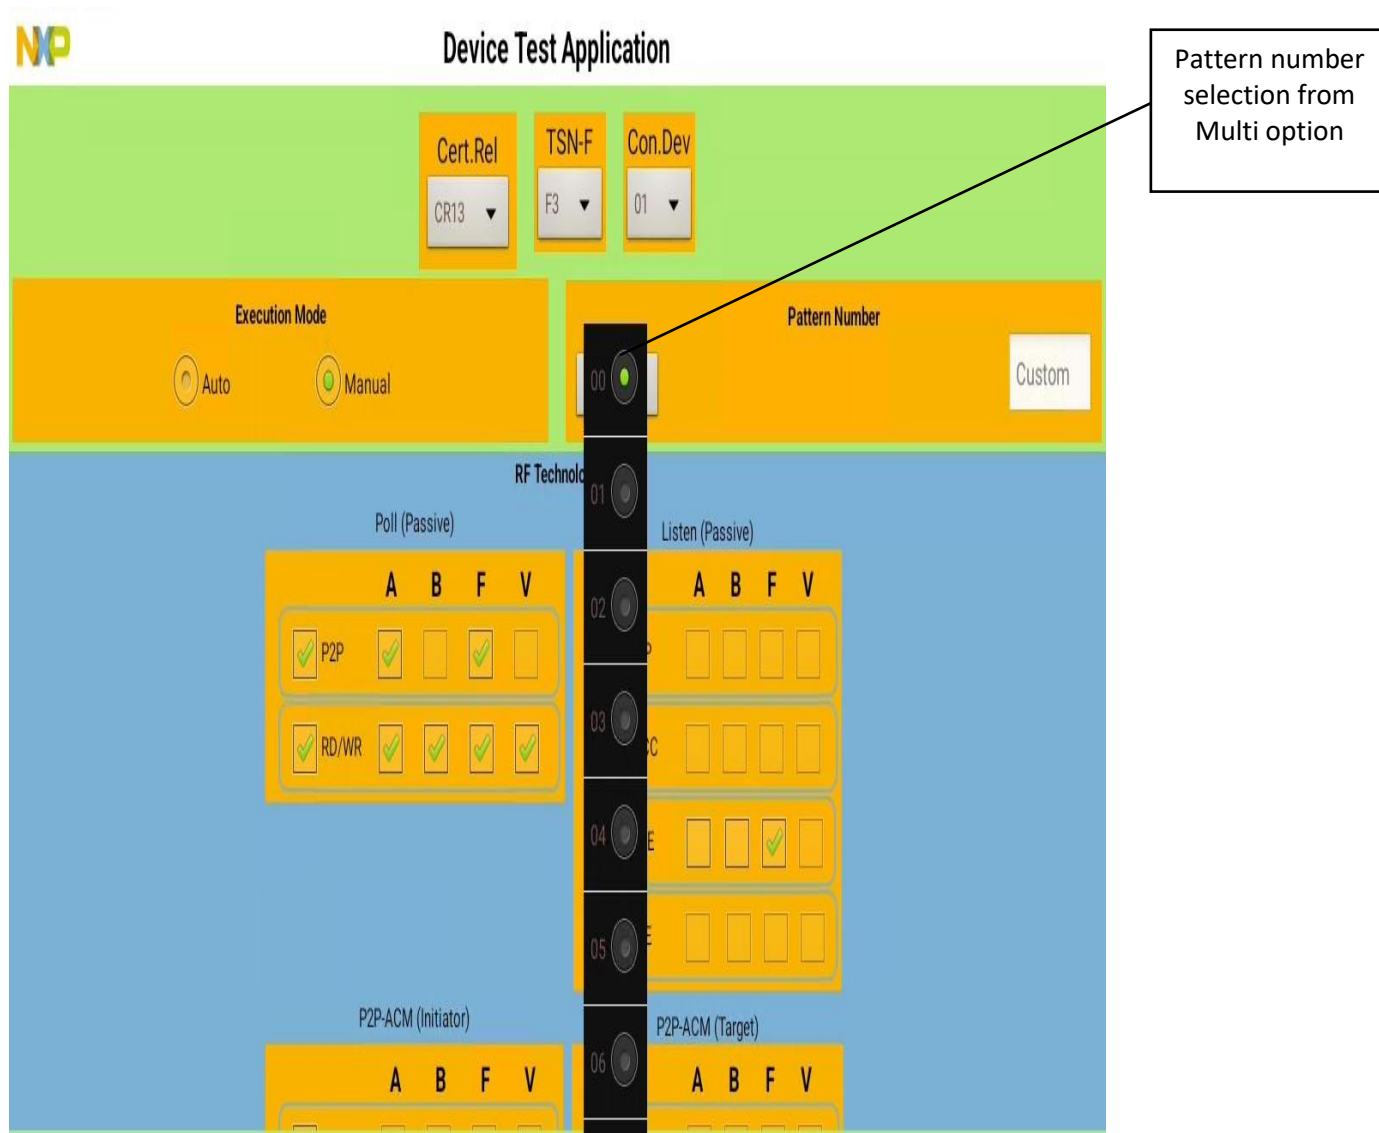 NXP
Device Test Application
Pattern number
selection from
Multi option
Cert.Rel
TSN-F
Con.Dev
CR13
F3
01
Execution Mode
Pattern Number
Auto
Manual
00
Custom
RF Technolo
01
Poll (Passive)
Listen (Passive)
A B F V
A B F V
02
P2P
P
03
RD/WR
CC
04
E
05
E
P2P-ACM (Initiator)
P2P-ACM (Target)
06
A B F V
A B F V